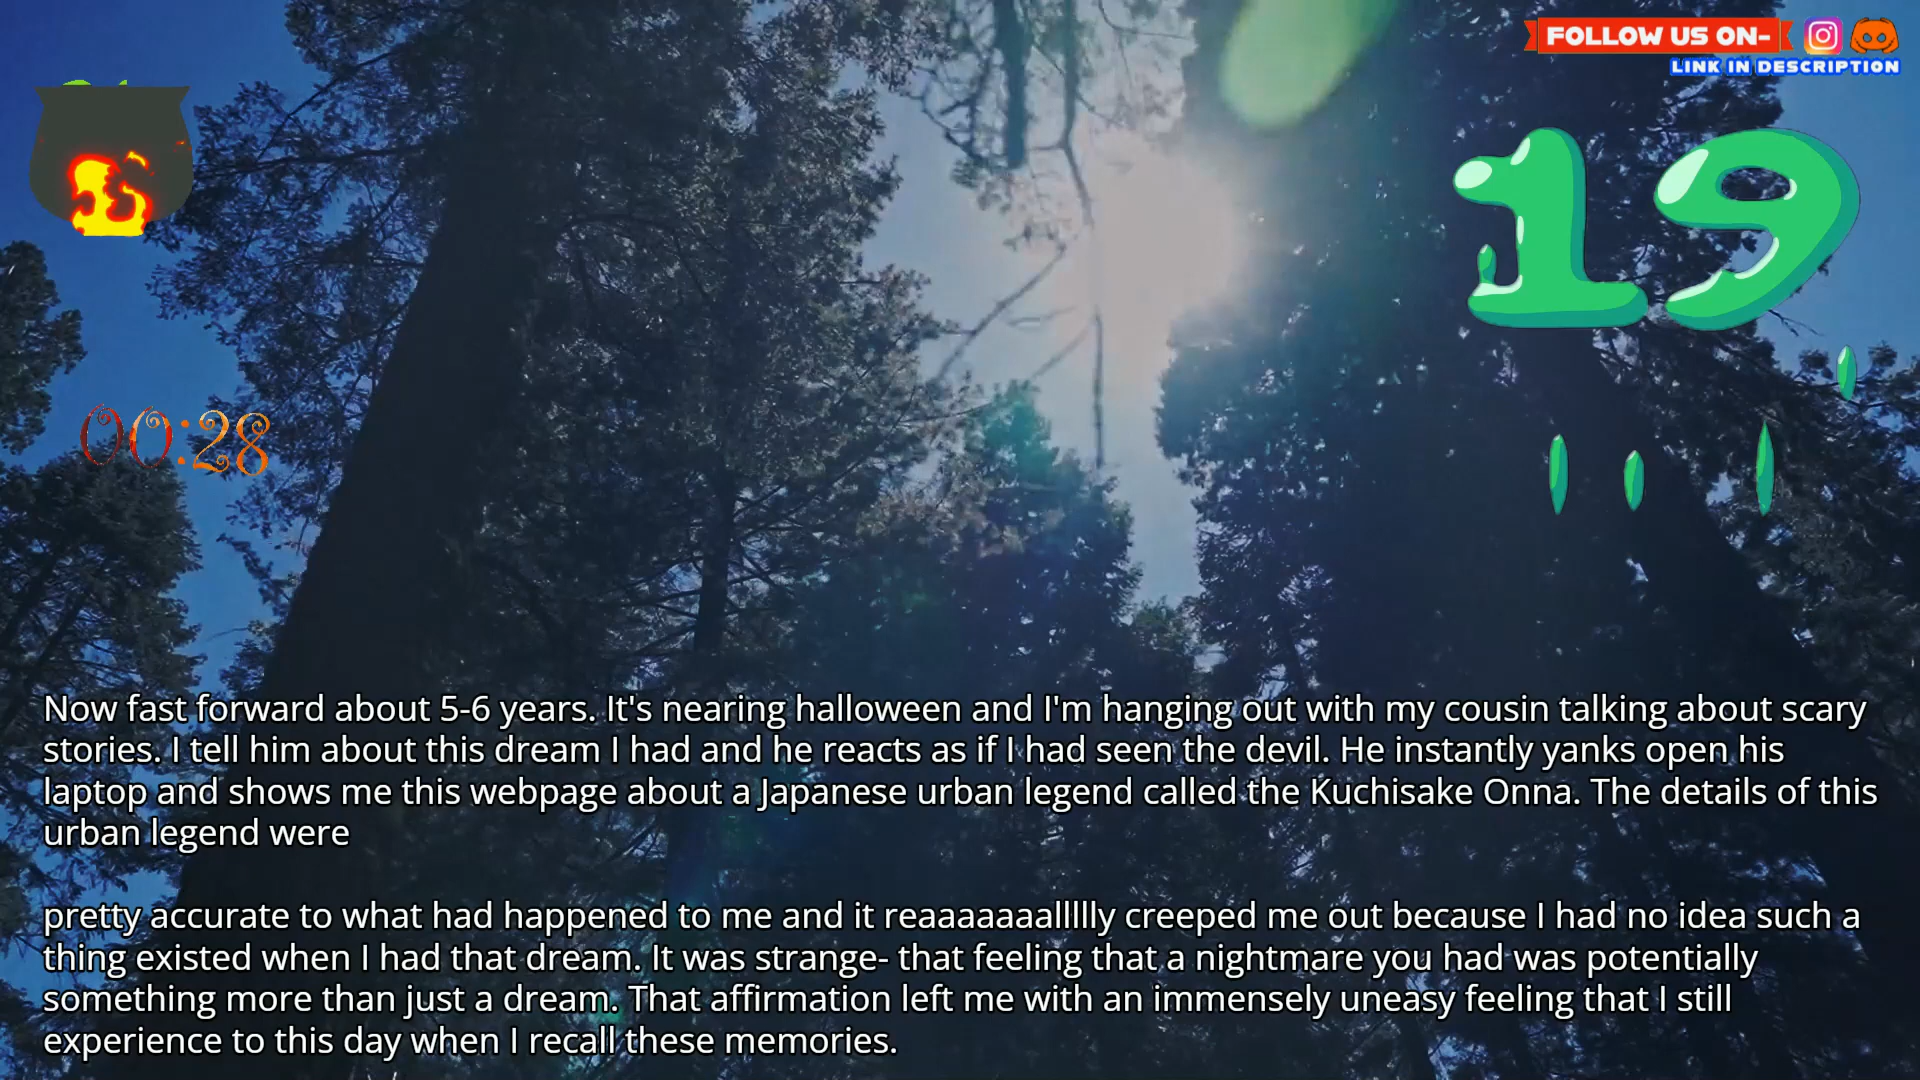 FOLLOW US ON-
LINK IN DESCRIPTION
19
00:28
Now fast forward about 5-6 years. It's nearing halloween and I'm hanging out with my cousin talking about scary
stories. I tell him about this dream I had and he reacts as if I had seen the devil. He instantly yanks open his
laptop and shows me this webpage about a Japanese urban legend called the Kuchisake Onna. The details of this
urban legend were
pretty accurate to what had happened to me and it reaaaaaaallllly creeped me out because I had no idea such a
thing existed when I had that dream. It was strange- that feeling that a nightmare you had was potentially
something more than just a dream. That affirmation left me with an immensely uneasy feeling that I still
experience to this day when I recall these memories.